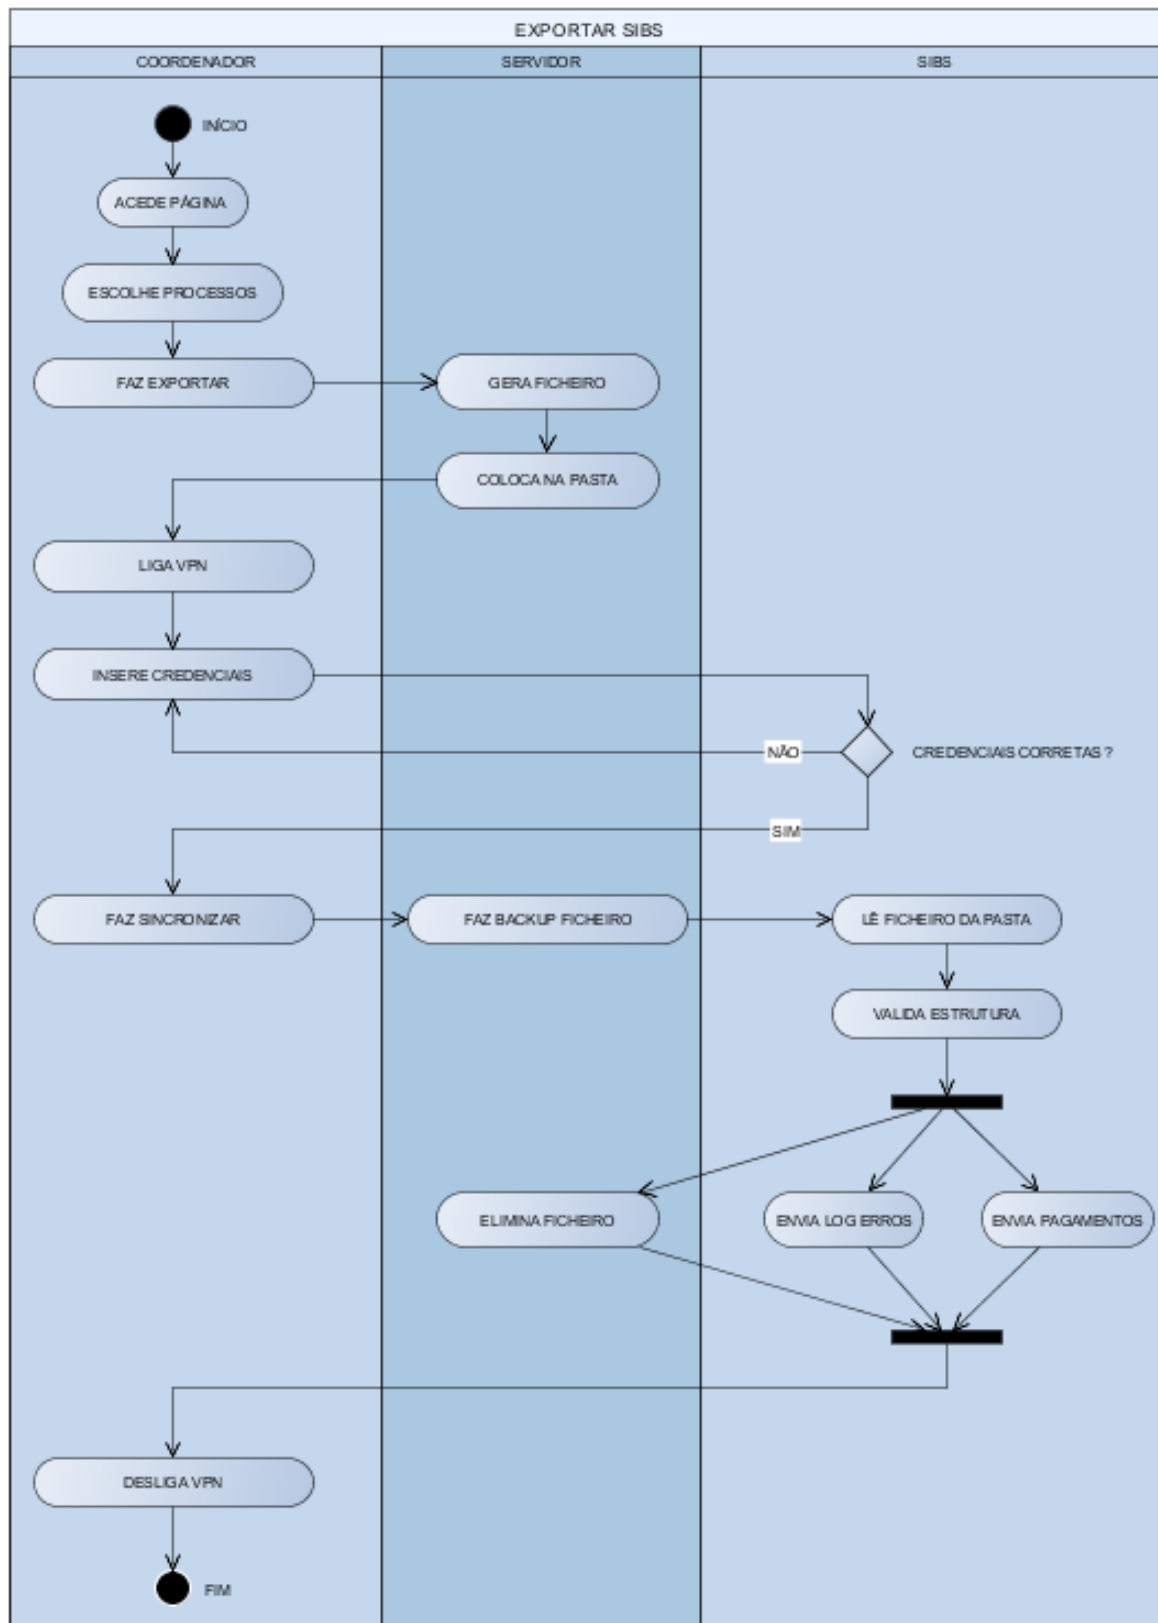 EXPORTAR SIBS
COORDENADOR
SERVIDOR
SIBS
INÍCIO
ACEDE PÁGINA
ESCOLHE PROCESSOS
FAZ EXPORTAR
GERA FICHEIRO
COLOCA NA PASTA
LIGA VPN
INSERE CREDENCIAIS
NÃO
CREDENCIAIS CORRETAS ?
SIM
FAZ SINCRONIZAR
FAZ BACKUP FICHEIRO
LÊ FICHEIRO DA PASTA
VALIDA ESTRUTURA
ELIMINA FICHEIRO
ENVIA LOG ERROS
ENVIA PAGAMENTOS
DESLIGA VPN
FIM